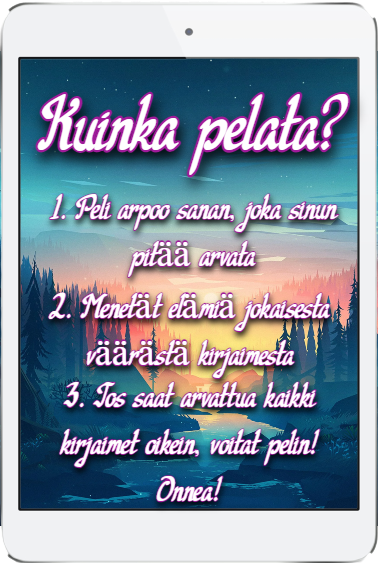 Kuinka pelata?
1. Peli arpoo sanan, joka sinun
pitää arvata
2. Menetät elämiä jokaisesta
väärästä kirjaimesta
3. Jos saat arvattua kaikki
kirjaimet oikein, voitat pelin!
Onnea!